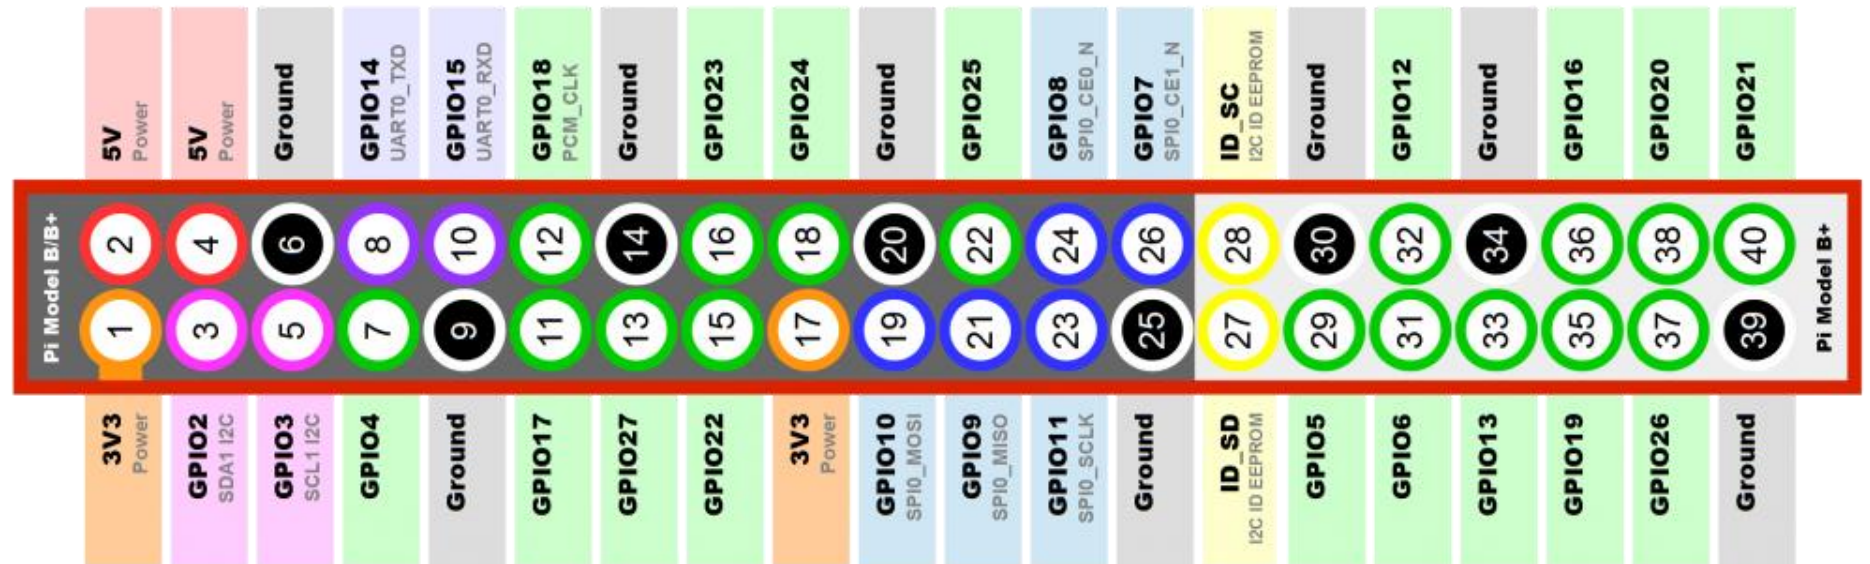 5V
Power
5V
Power
Ground
GPIO14
UART0_TXD
GPIO15
UART0_RXD
GPIO18
PCM_CLK
Ground
GPIO23
GPIO24
Ground
GPIO25
GPIO8
SPI0_CE0_N
GPIO7
SPI0_CE1_N
ID_SC
I2C ID EEPROM
Ground
GPIO12
Ground
GPIO16
GPIO20
GPIO21
Pi Model B/B+
2 4 6 8 10 12 14 16 18 20 22 24 26 28 30 32 34 36 38 40
1 3 5 7 9 11 13 15 17 19 21 23 25 27 29 31 33 35 37 39
Pi Model B+
3V3
Power
GPIO2
SDA1 I2C
GPIO3
SCL1 I2C
GPIO4
Ground
GPIO17
GPIO27
GPIO22
3V3
Power
GPIO10
SPI0_MOSI
GPIO9
SPI0_MISO
GPIO11
SPI0_SCLK
Ground
ID_SD
I2C ID EEPROM
GPIO5
GPIO6
GPIO13
GPIO19
GPIO26
Ground